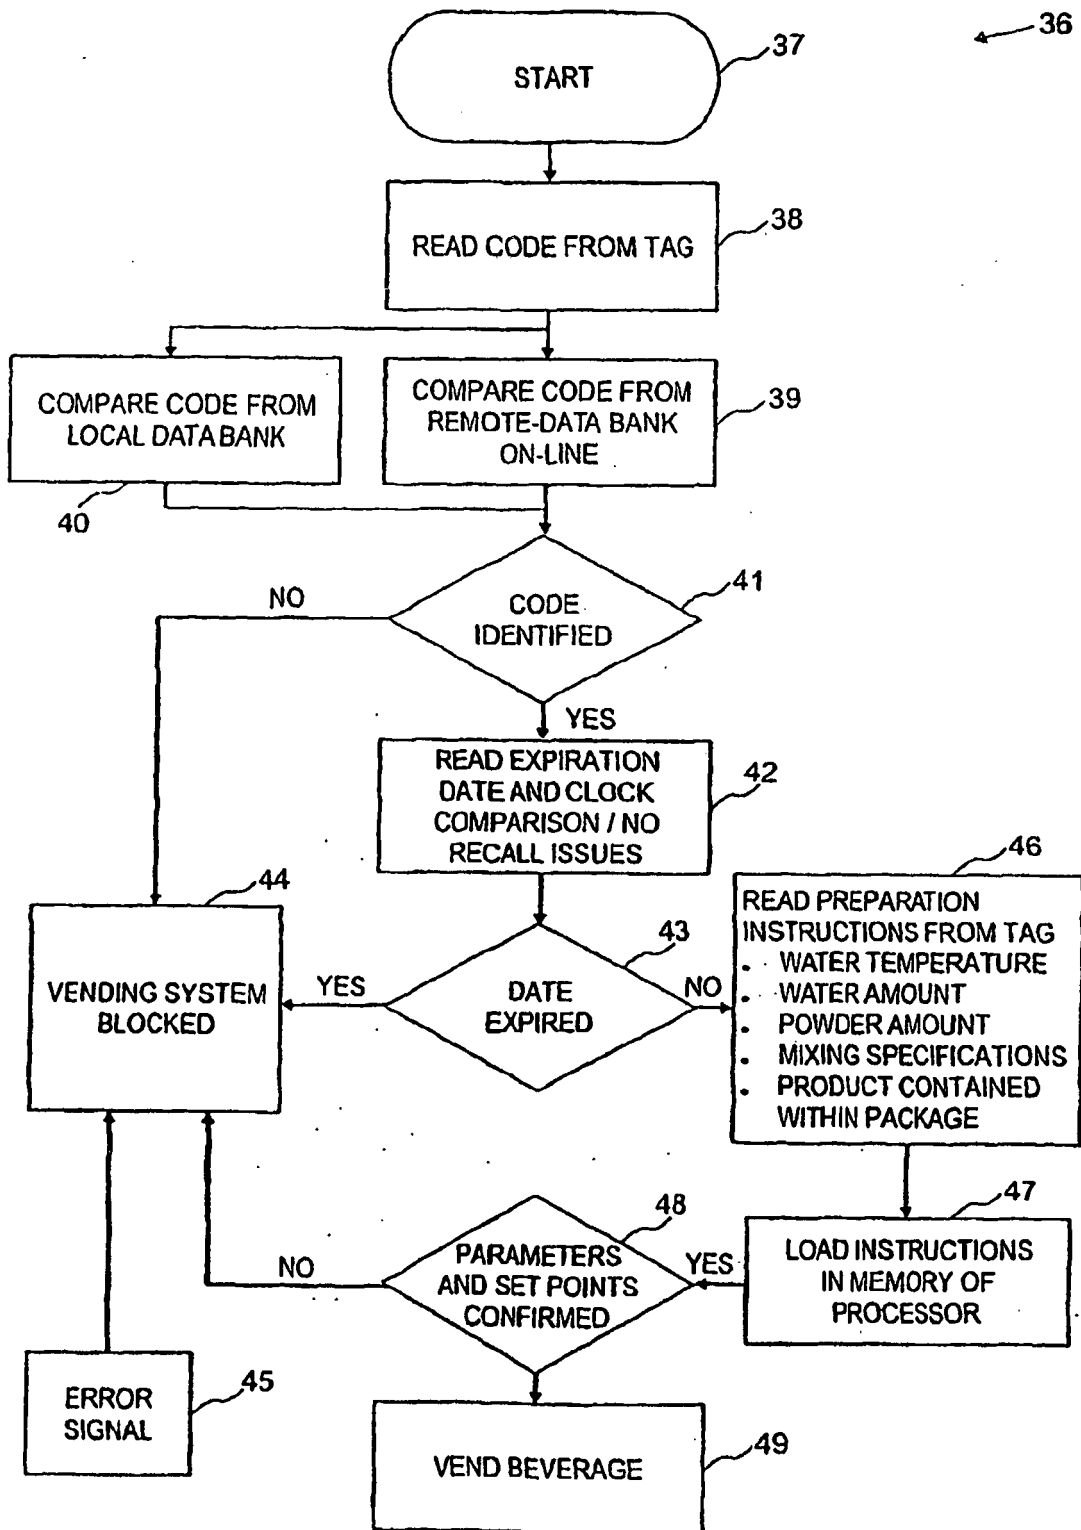 36
37
START
38
READ CODE FROM TAG
COMPARE CODE FROM
LOCAL DATA BANK
40
COMPARE CODE FROM
REMOTE-DATA BANK
ON-LINE
39
41
CODE
IDENTIFIED
NO
YES
READ EXPIRATION
DATE AND CLOCK
COMPARISON / NO
RECALL ISSUES
42
44
VENDING SYSTEM
BLOCKED
YES
43
DATE
EXPIRED
NO
46
READ PREPARATION
INSTRUCTIONS FROM TAG
• WATER TEMPERATURE
• WATER AMOUNT
• POWDER AMOUNT
• MIXING SPECIFICATIONS
• PRODUCT CONTAINED
WITHIN PACKAGE
47
LOAD INSTRUCTIONS
IN MEMORY OF
PROCESSOR
YES
48
PARAMETERS
AND SET POINTS
CONFIRMED
NO
45
ERROR
SIGNAL
49
VEND BEVERAGE